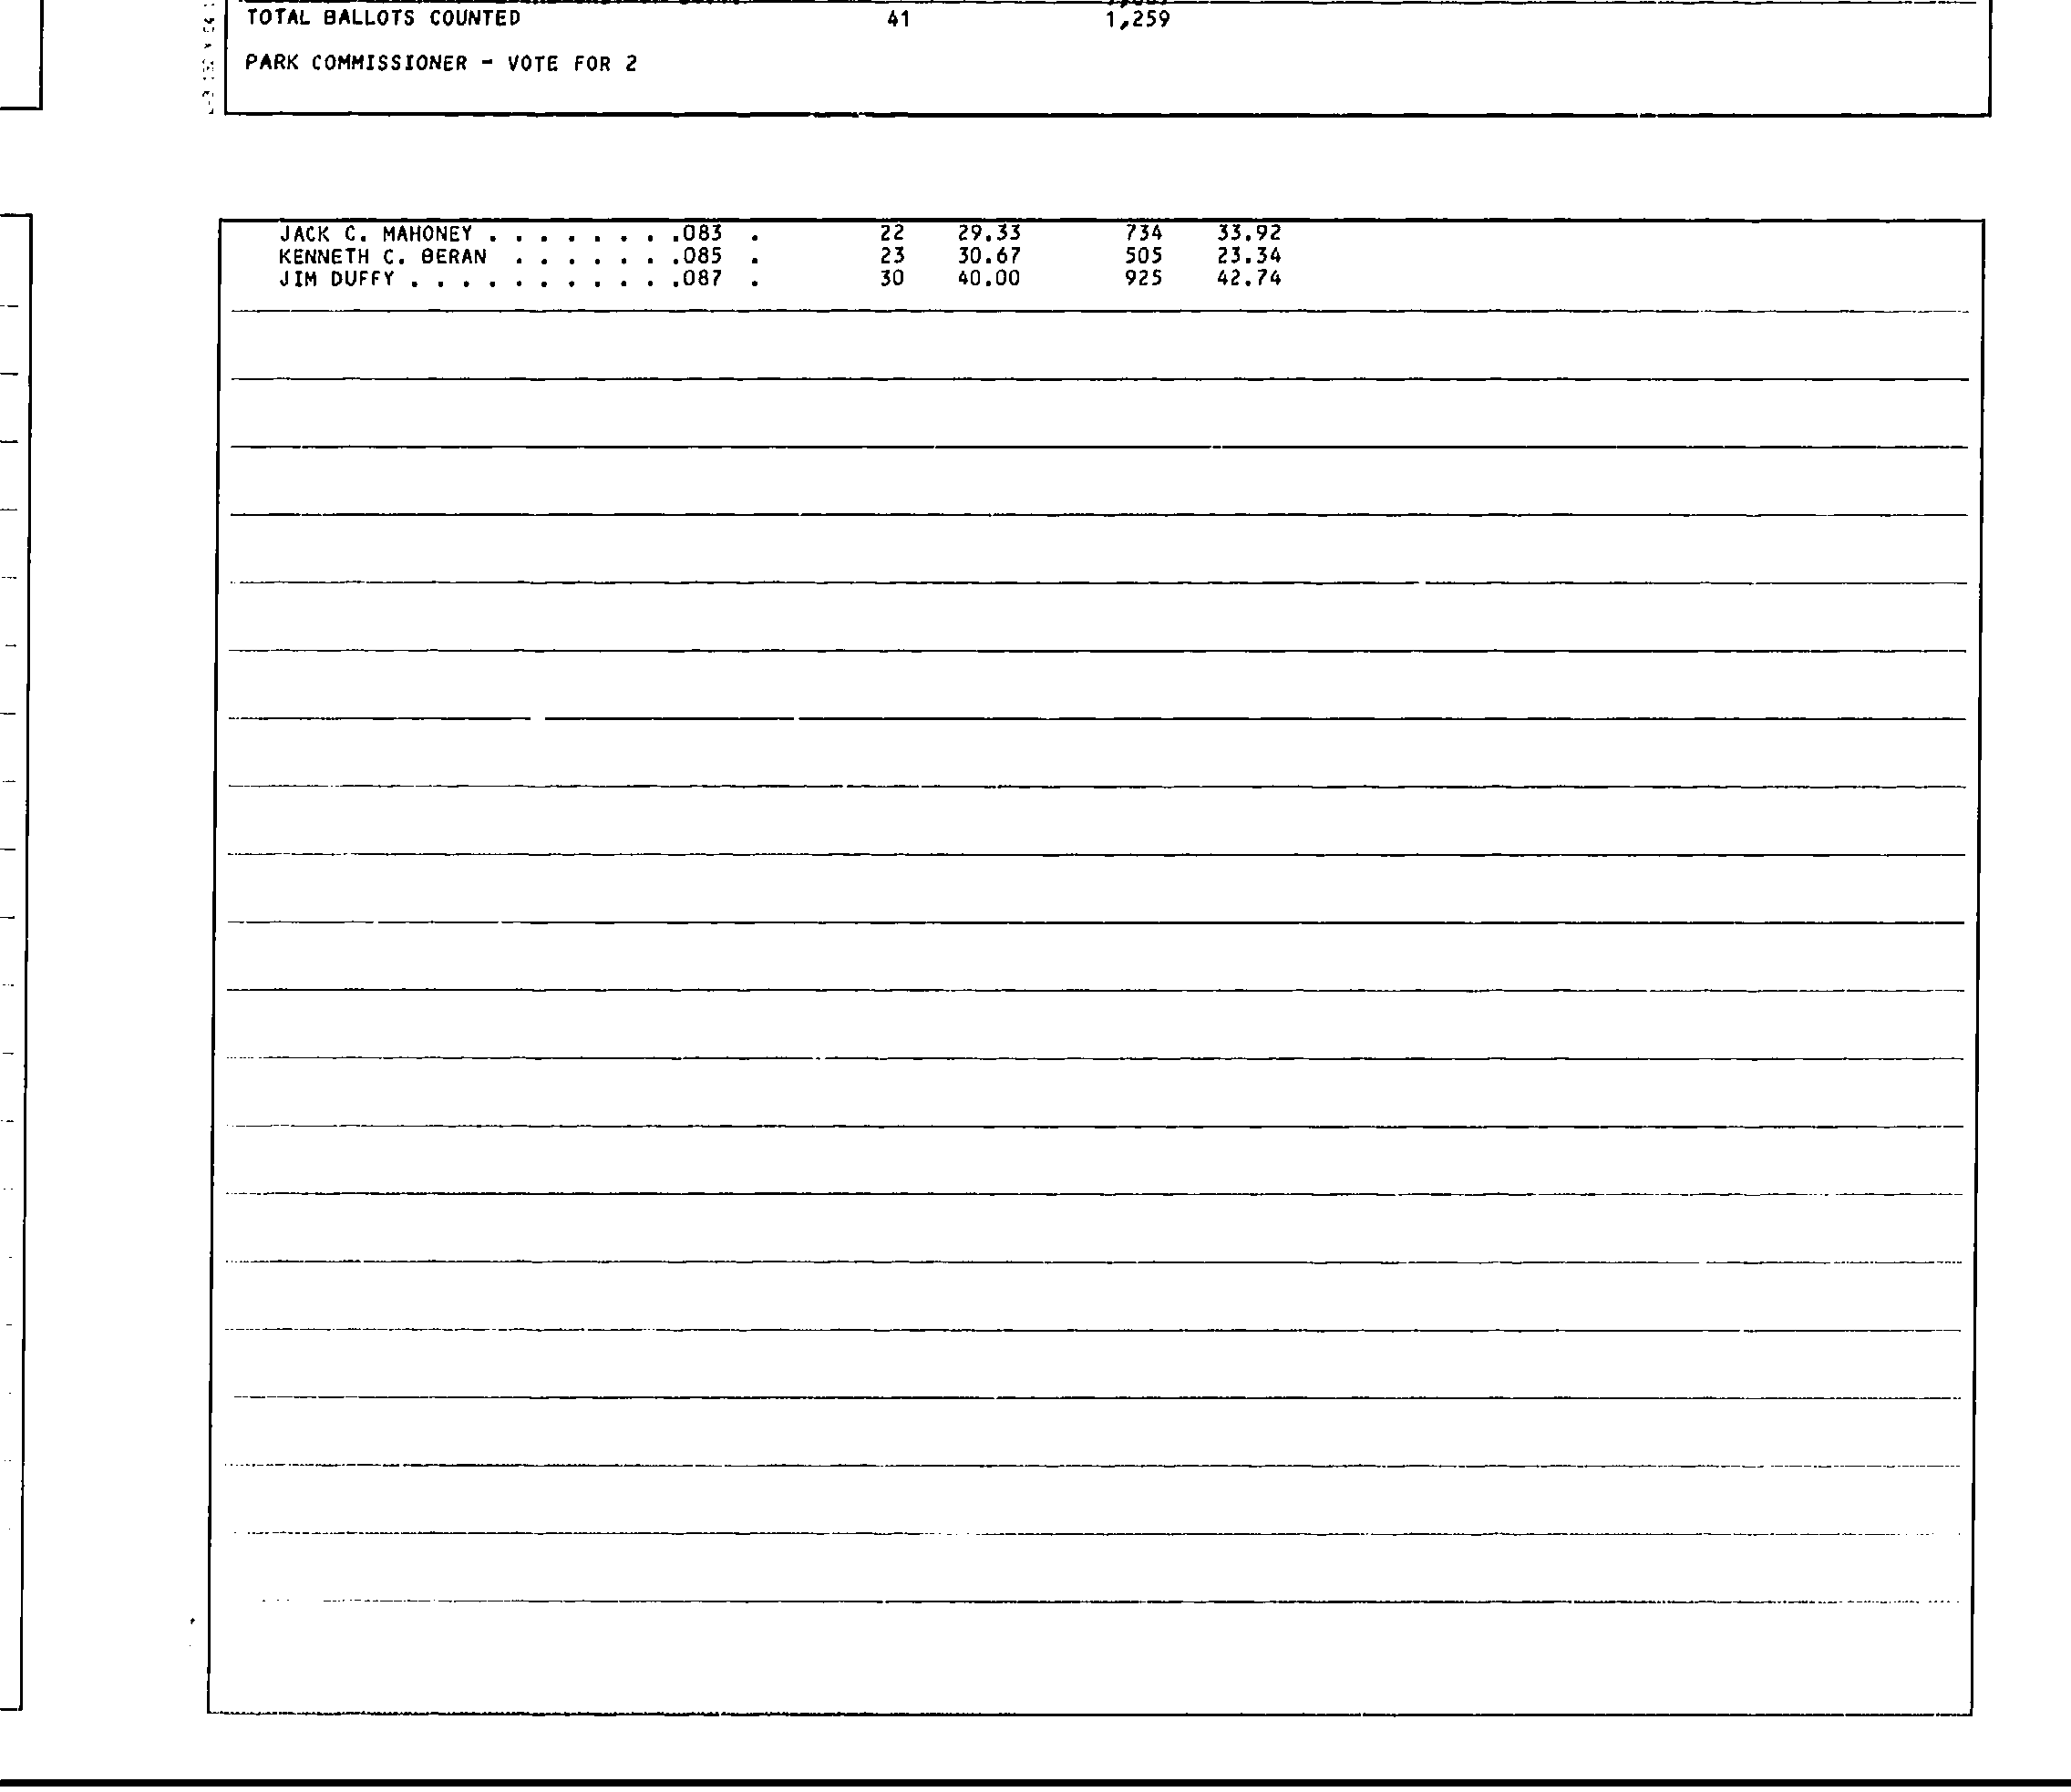 TOTAL BALLOTS COUNTED 41 1,259
PARK COMMISSIONER - VOTE FOR 2
JACK C. MAHONEY . . . . . . . .083 . 22 29.33 734 33.92
KENNETH C. BERAN . . . . . . .085 . 23 30.67 505 23.34
JIM DUFFY . . . . . . . . . . .087 . 30 40.00 925 42.74